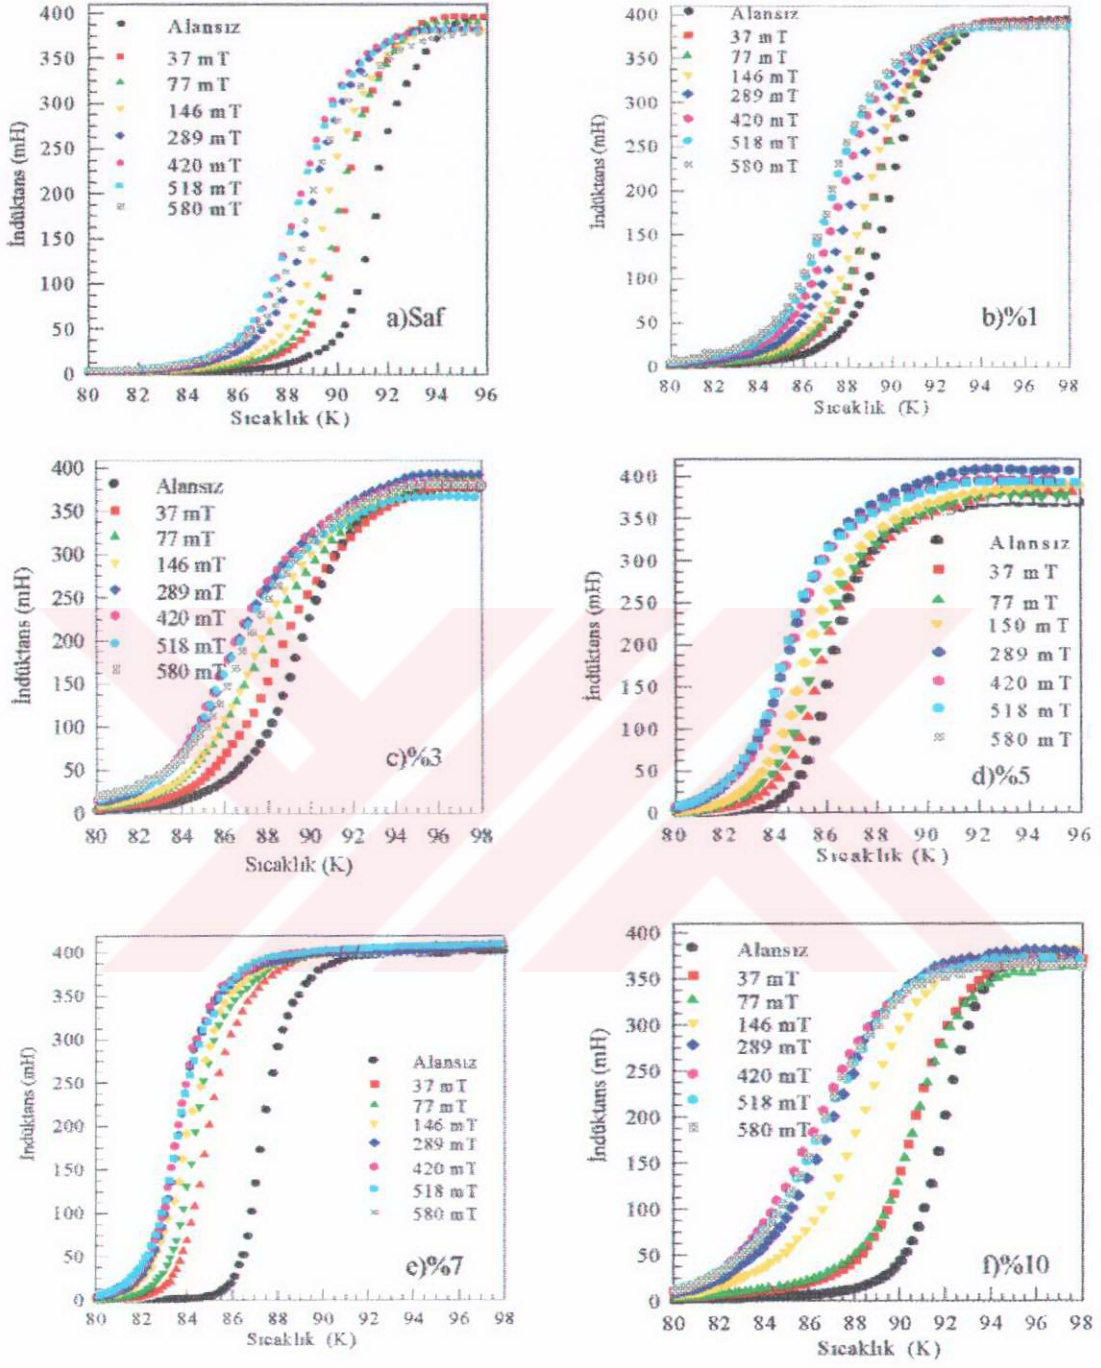 400
350
300
250
200
150
100
50
0
İndüktans (mH)
Alansız
37 mT
77 mT
146 mT
289 mT
420 mT
518 mT
580 mT
a)Saf
80 82 84 86 88 90 92 94 96
Sıcaklık (K)
400
350
300
250
200
150
100
50
0
İndüktans (mH)
Alansız
37 mT
77 mT
146 mT
289 mT
420 mT
518 mT
580 mT
b)%1
80 82 84 86 88 90 92 94 96 98
Sıcaklık (K)
400
350
300
250
200
150
100
50
0
İndüktans (mH)
Alansız
37 mT
77 mT
146 mT
289 mT
420 mT
518 mT
580 mT
c)%3
80 82 84 86 88 90 92 94 96 98
Sıcaklık (K)
400
350
300
250
200
150
100
50
0
İndüktans (mH)
Alansız
37 mT
77 mT
150 mT
289 mT
420 mT
518 mT
580 mT
d)%5
80 82 84 86 88 90 92 94 96
Sıcaklık (K)
400
350
300
250
200
150
100
50
0
İndüktans (mH)
Alansız
37 mT
77 mT
146 mT
289 mT
420 mT
518 mT
580 mT
e)%7
80 82 84 86 88 90 92 94 96 98
Sıcaklık (K)
400
350
300
250
200
150
100
50
0
İndüktans (mH)
Alansız
37 mT
77 mT
146 mT
289 mT
420 mT
518 mT
580 mT
f)%10
80 82 84 86 88 90 92 94 96 98
Sıcaklık (K)